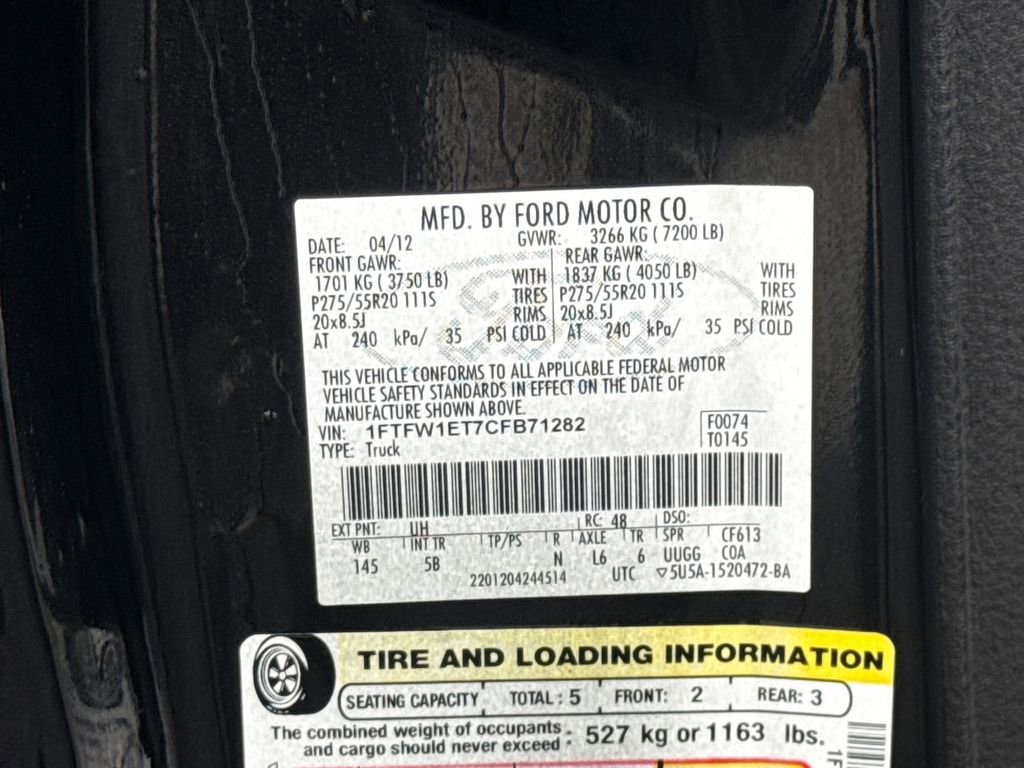 MFD. BY FORD MOTOR CO.
DATE: 04/12 GVWR: 3266 KG ( 7200 LB)
FRONT GAWR: REAR GAWR:
1701 KG ( 3750 LB) WITH 1837 KG ( 4050 LB) WITH
P275/55R20 111S TIRES P275/55R20 111S TIRES
20x8.5J RIMS 20x8.5J RIMS
AT 240 kPa/ 35 PSI COLD AT 240 kPa/ 35 PSI COLD
THIS VEHICLE CONFORMS TO ALL APPLICABLE FEDERAL MOTOR
VEHICLE SAFETY STANDARDS IN EFFECT ON THE DATE OF
MANUFACTURE SHOWN ABOVE.
VIN: 1FTFW1ET7CFB71282 F0074
TYPE: Truck T0145
EXT PNT: UH RC: 48 DSO:
WB INT TR TP/PS R AXLE TR SPR CF613
145 5B N L6 6 UUGG COA
2201204244514 UTC ▽5U5A-1520472-BA
TIRE AND LOADING INFORMATION
SEATING CAPACITY TOTAL : 5 FRONT: 2 REAR: 3
The combined weight of occupants and cargo should never exceed : 527 kg or 1163 lbs.
1F